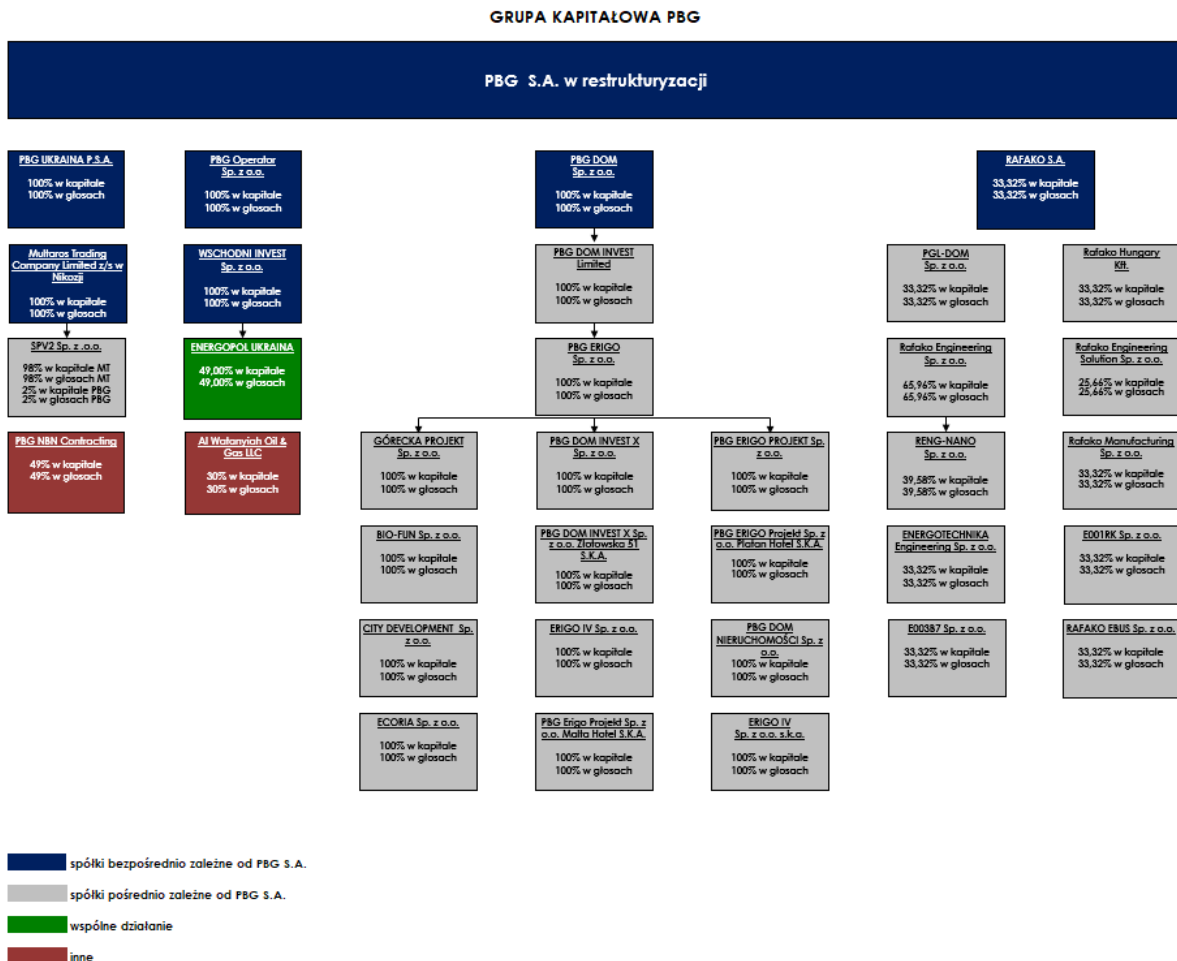 GRUPA KAPITAŁOWA PBG
PBG S.A. w restrukturyzacji
PBG UKRAINA P.S.A.
100% w kapitale
100% w głosach
PBG Operator
Sp. z o.o.
100% w kapitale
100% w głosach
PBG DOM
Sp. z o.o.
100% w kapitale
100% w głosach
RAFAKO S.A.
33,32% w kapitale
33,32% w głosach
Multaros Trading
Company Limited z/s w
Nikozji
100% w kapitale
100% w głosach
WSCHODNI INVEST
Sp. z o.o.
100% w kapitale
100% w głosach
PBG DOM INVEST
Limited
100% w kapitale
100% w głosach
PGL-DOM
Sp. z o.o.
33,32% w kapitale
33,32% w głosach
Rafako Hungary
Kft.
33,32% w kapitale
33,32% w głosach
SPV2 Sp. z .o.o.
98% w kapitale MT
98% w głosach MT
2% w kapitale PBG
2% w głosach PBG
ENERGOPOL UKRAINA
49,00% w kapitale
49,00% w głosach
PBG ERIGO
Sp. z o.o.
100% w kapitale
100% w głosach
Rafako Engineering
Sp. z o.o.
65,96% w kapitale
65,96% w głosach
Rafako Engineering
Solution Sp. z o.o.
25,66% w kapitale
25,66% w głosach
PBG NBN Contracting
49% w kapitale
49% w głosach
Al Watanyiah Oil &
Gas LLC
30% w kapitale
30% w głosach
GÓRECKA PROJEKT
Sp. z o.o.
100% w kapitale
100% w głosach
PBG DOM INVEST X
Sp. z o.o.
100% w kapitale
100% w głosach
PBG ERIGO PROJEKT Sp.
z o.o.
100% w kapitale
100% w głosach
RENG-NANO
Sp. z o.o.
39,58% w kapitale
39,58% w głosach
Rafako Manufacturing
Sp. z o.o.
33,32% w kapitale
33,32% w głosach
BIO-FUN Sp. z o.o.
100% w kapitale
100% w głosach
PBG DOM INVEST X Sp.
z o.o. Złotowska 51
S.K.A.
100% w kapitale
100% w głosach
PBG ERIGO Projekt Sp. z
o.o. Platan Hotel S.K.A.
100% w kapitale
100% w głosach
ENERGOTECHNIKA
Engineering Sp. z o.o.
33,32% w kapitale
33,32% w głosach
E001RK Sp. z o.o.
33,32% w kapitale
33,32% w głosach
CITY DEVELOPMENT Sp.
z o.o.
100% w kapitale
100% w głosach
ERIGO IV Sp. z o.o.
100% w kapitale
100% w głosach
PBG DOM
NIERUCHOMOŚCI Sp. z
o.o.
100% w kapitale
100% w głosach
E003B7 Sp. z o.o.
33,32% w kapitale
33,32% w głosach
RAFAKO EBUS Sp. z o.o.
33,32% w kapitale
33,32% w głosach
ECORIA Sp. z o.o.
100% w kapitale
100% w głosach
PBG Erigo Projekt Sp. z
o.o. Malta Hotel S.K.A.
100% w kapitale
100% w głosach
ERIGO IV
Sp. z o.o. s.k.a.
100% w kapitale
100% w głosach
spółki bezpośrednio zależne od PBG S.A.
spółki pośrednio zależne od PBG S.A.
wspólne działanie
inne